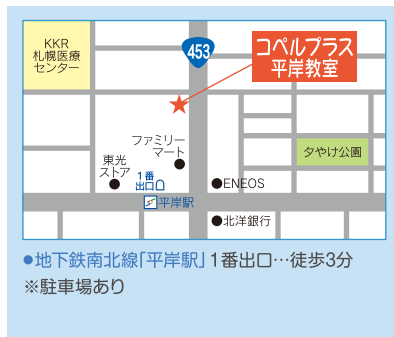 KKR
札幌医療
センター
453
コペルプラス
平岸教室
ファミリー
マート
東光
ストア
1番
出口
夕やけ公園
ENEOS
平岸駅
北洋銀行
●地下鉄南北線「平岸駅」1番出口…徒歩3分
※駐車場あり